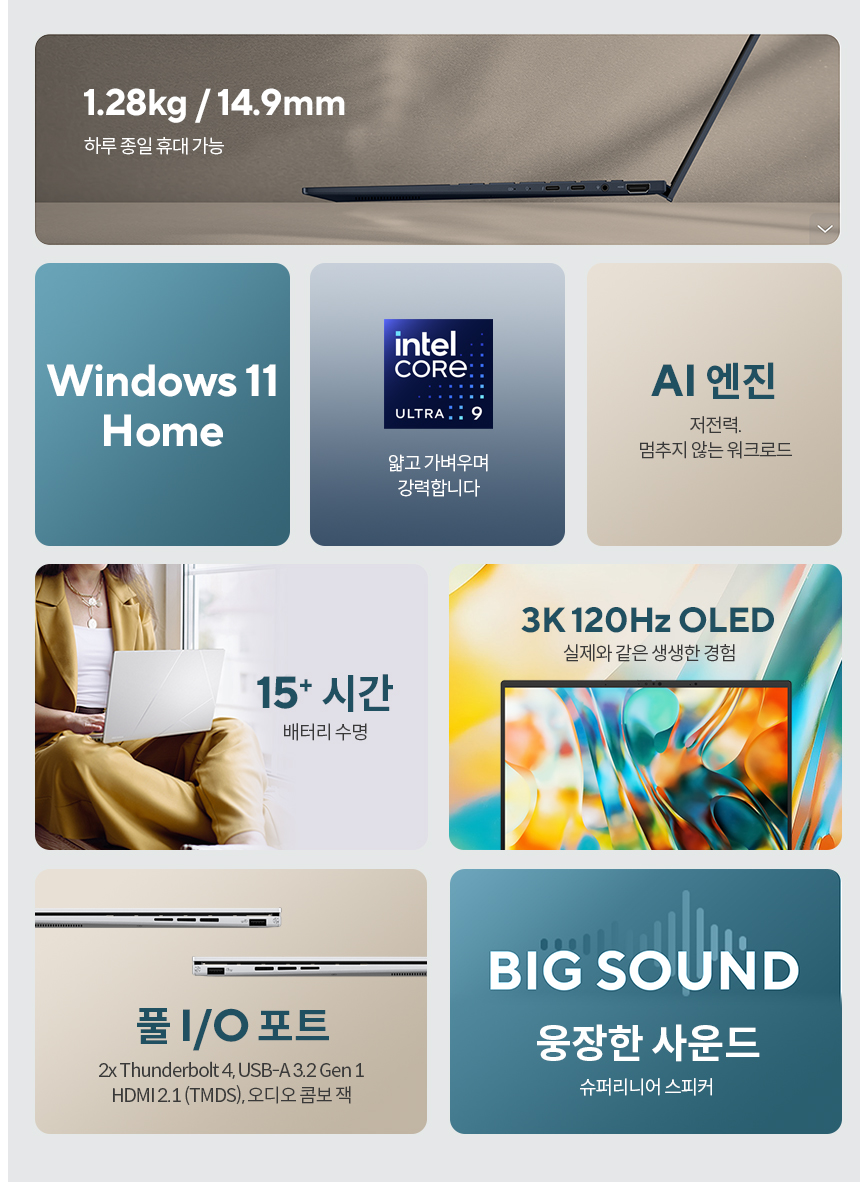 1.28kg / 14.9mm
하루 종일 휴대 가능
Windows 11
Home
intel
CORE
ULTRA 9
얇고 가벼우며
강력합니다
AI 엔진
저전력.
멈추지 않는 워크로드
15+ 시간
배터리 수명
3K 120Hz OLED
실제와 같은 생생한 경험
풀 I/O 포트
2x Thunderbolt 4, USB-A 3.2 Gen 1
HDMI 2.1 (TMDS), 오디오 콤보 잭
BIG SOUND
웅장한 사운드
슈퍼리니어 스피커